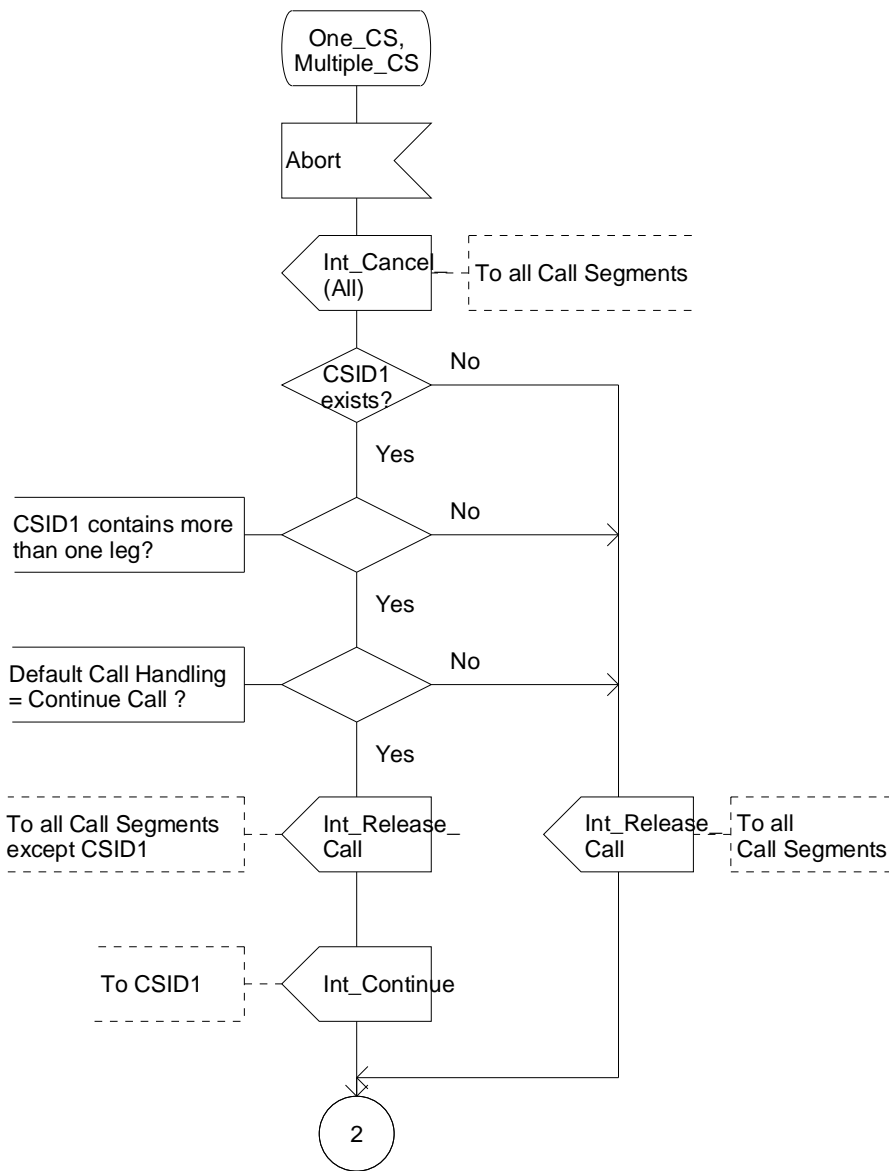 One_CS,
Multiple_CS
Abort
Int_Cancel_
(All)
To all Call Segments
CSID1
exists?
No
Yes
CSID1 contains more
than one leg?
No
Yes
Default Call Handling
= Continue Call ?
No
Yes
To all Call Segments
except CSID1
Int_Release_
Call
Int_Release_
Call
To all
Call Segments
To CSID1
Int_Continue
2